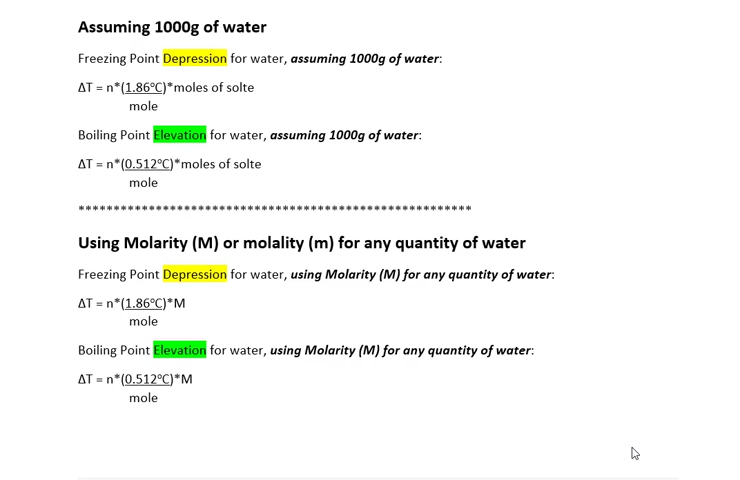 Assuming 1000g of water
Freezing Point Depression for water, assuming 1000g of water:
ΔT = n*(1.86°C)*moles of solte
mole
Boiling Point Elevation for water, assuming 1000g of water:
ΔT = n*(0.512°C)*moles of solte
mole
********************************************************
Using Molarity (M) or molality (m) for any quantity of water
Freezing Point Depression for water, using Molarity (M) for any quantity of water:
ΔT = n*(1.86°C)*M
mole
Boiling Point Elevation for water, using Molarity (M) for any quantity of water:
ΔT = n*(0.512°C)*M
mole